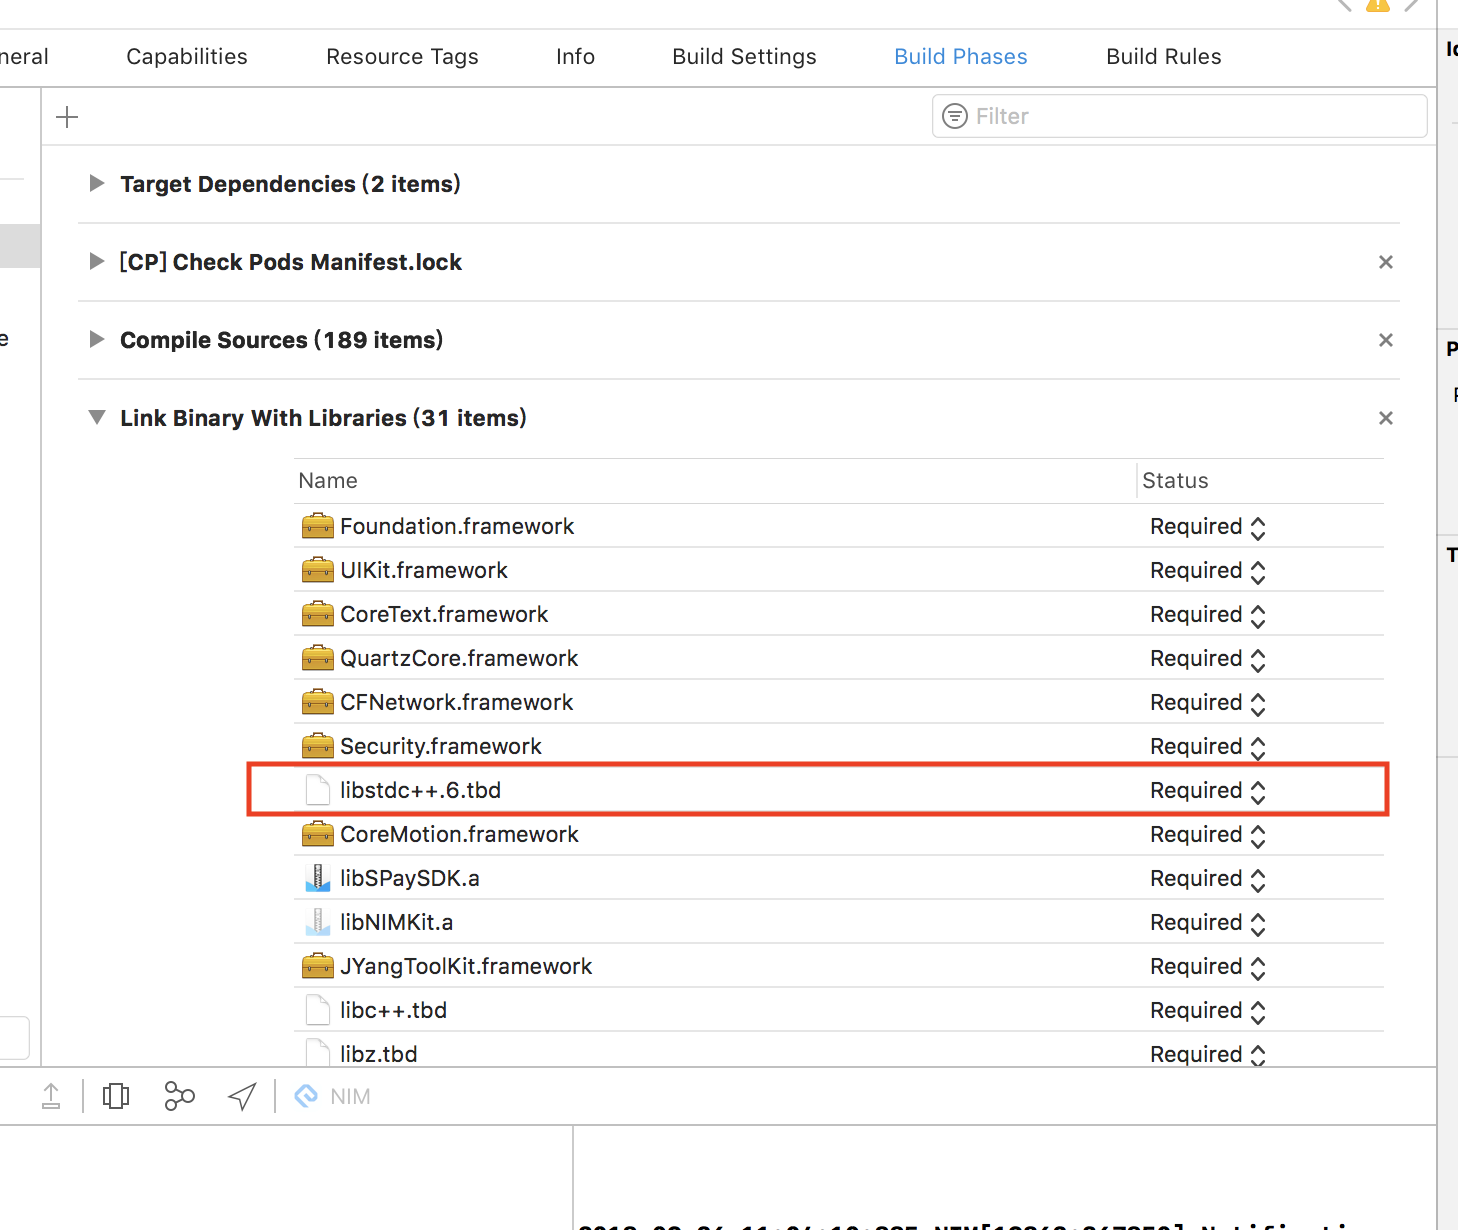 neral Capabilities Resource Tags Info Build Settings Build Phases Build Rules
Filter
Target Dependencies (2 items)
[CP] Check Pods Manifest.lock
Compile Sources (189 items)
Link Binary With Libraries (31 items)
Name Status
Foundation.framework Required
UIKit.framework Required
CoreText.framework Required
QuartzCore.framework Required
CFNetwork.framework Required
Security.framework Required
libstdc++.6.tbd Required
CoreMotion.framework Required
libSPaySDK.a Required
libNIMKit.a Required
JYangToolKit.framework Required
libc++.tbd Required
libz.tbd Required
NIM